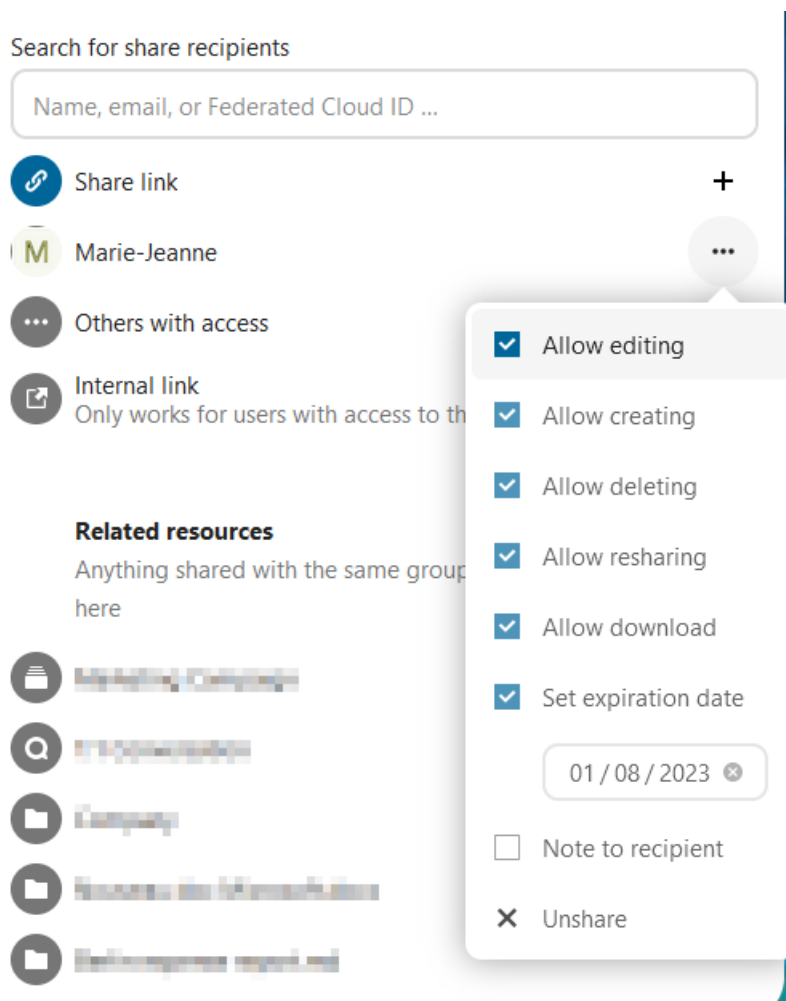 Search for share recipients
Name, email, or Federated Cloud ID ...
Share link
M
Marie-Jeanne
Others with access
Internal link
Only works for users with access to th
Allow editing
Allow creating
Allow deleting
Allow resharing
Allow download
Set expiration date
01 / 08 / 2023
Note to recipient
Unshare
Related resources
Anything shared with the same group
here